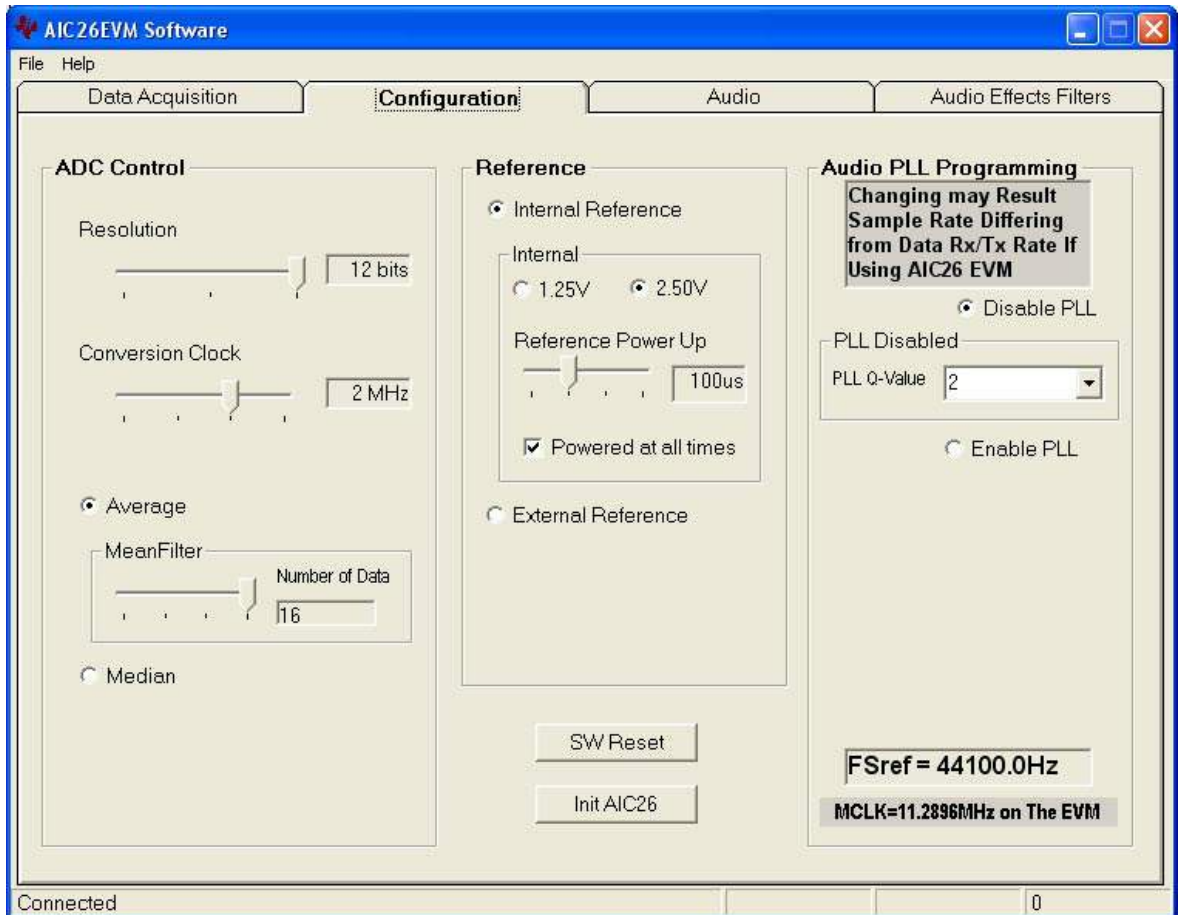 AIC26EVM Software
File Help
Data Acquisition
Configuration
Audio
Audio Effects Filters
ADC Control
Resolution
12 bits
Conversion Clock
2 MHz
Average
MeanFilter
Number of Data
16
Median
Reference
Internal Reference
Internal
1.25V
2.50V
Reference Power Up
100us
Powered at all times
External Reference
SW Reset
Init AIC26
Audio PLL Programming
Changing may Result
Sample Rate Differing
from Data Rx/Tx Rate If
Using AIC26 EVM
Disable PLL
PLL Disabled
PLL Q-Value
2
Enable PLL
FSref = 44100.0Hz
MCLK=11.2896MHz on The EVM
Connected
0